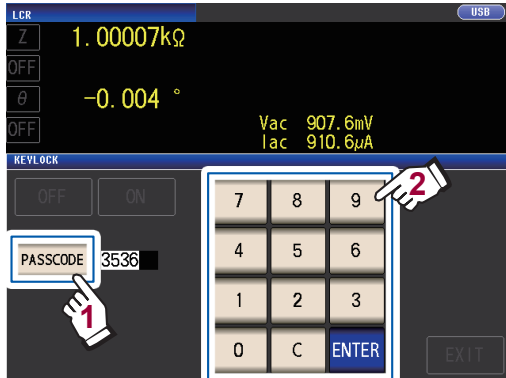 LCR USB
Z 1.00007kΩ
OFF
θ -0.004 °
OFF
Vac 907.6mV
Iac 910.6μA
KEYLOCK
OFF ON
7 8 9
2
PASSCODE 3536
4 5 6
1
1 2 3
0 C ENTER
EXIT